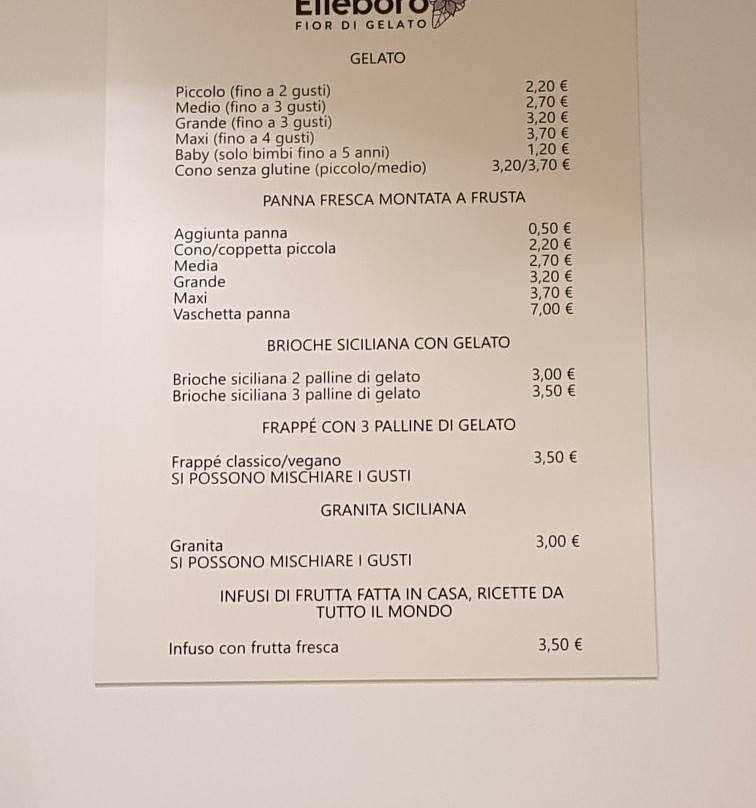 Elleboro
FIOR DI GELATO
GELATO
Piccolo (fino a 2 gusti) 2,20 €
Medio (fino a 3 gusti) 2,70 €
Grande (fino a 3 gusti) 3,20 €
Maxi (fino a 4 gusti) 3,70 €
Baby (solo bimbi fino a 5 anni) 1,20 €
Cono senza glutine (piccolo/medio) 3,20/3,70 €
PANNA FRESCA MONTATA A FRUSTA
Aggiunta panna 0,50 €
Cono/coppetta piccola 2,20 €
Media 2,70 €
Grande 3,20 €
Maxi 3,70 €
Vaschetta panna 7,00 €
BRIOCHE SICILIANA CON GELATO
Brioche siciliana 2 palline di gelato 3,00 €
Brioche siciliana 3 palline di gelato 3,50 €
FRAPPÉ CON 3 PALLINE DI GELATO
Frappé classico/vegano 3,50 €
SI POSSONO MISCHIARE I GUSTI
GRANITA SICILIANA
Granita 3,00 €
SI POSSONO MISCHIARE I GUSTI
INFUSI DI FRUTTA FATTA IN CASA, RICETTE DA
TUTTO IL MONDO
Infuso con frutta fresca 3,50 €